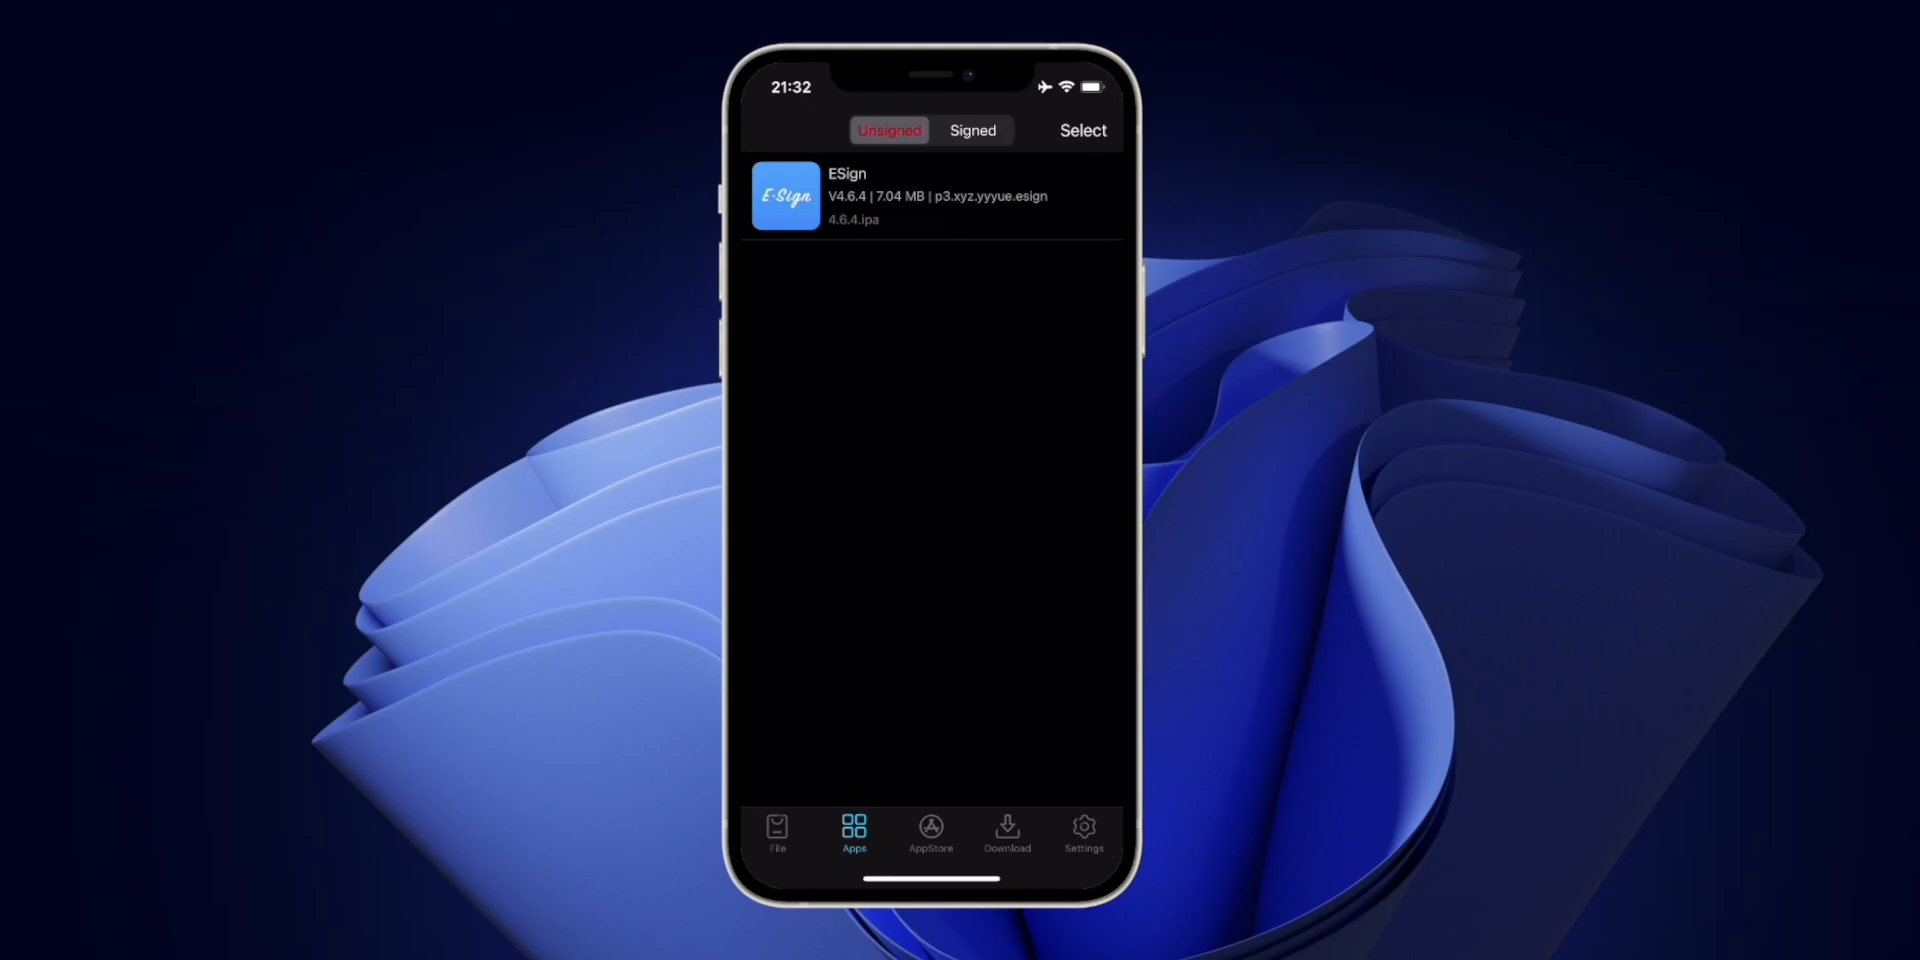 21:32
Unsigned Signed Select
E·Sign
ESign
V4.6.4 | 7.04 MB | p3.xyz.yyyue.esign
4.6.4.ipa
File Apps AppStore Download Settings